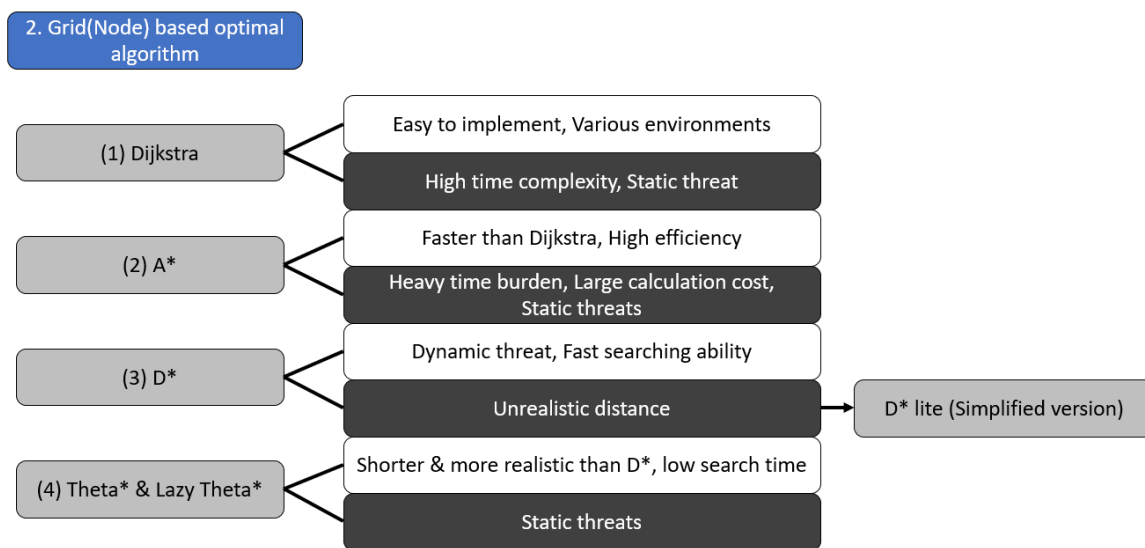 2. Grid(Node) based optimal
algorithm
(1) Dijkstra
Easy to implement, Various environments
High time complexity, Static threat
(2) A*
Faster than Dijkstra, High efficiency
Heavy time burden, Large calculation cost,
Static threats
(3) D*
Dynamic threat, Fast searching ability
Unrealistic distance
D* lite (Simplified version)
(4) Theta* & Lazy Theta*
Shorter & more realistic than D*, low search time
Static threats